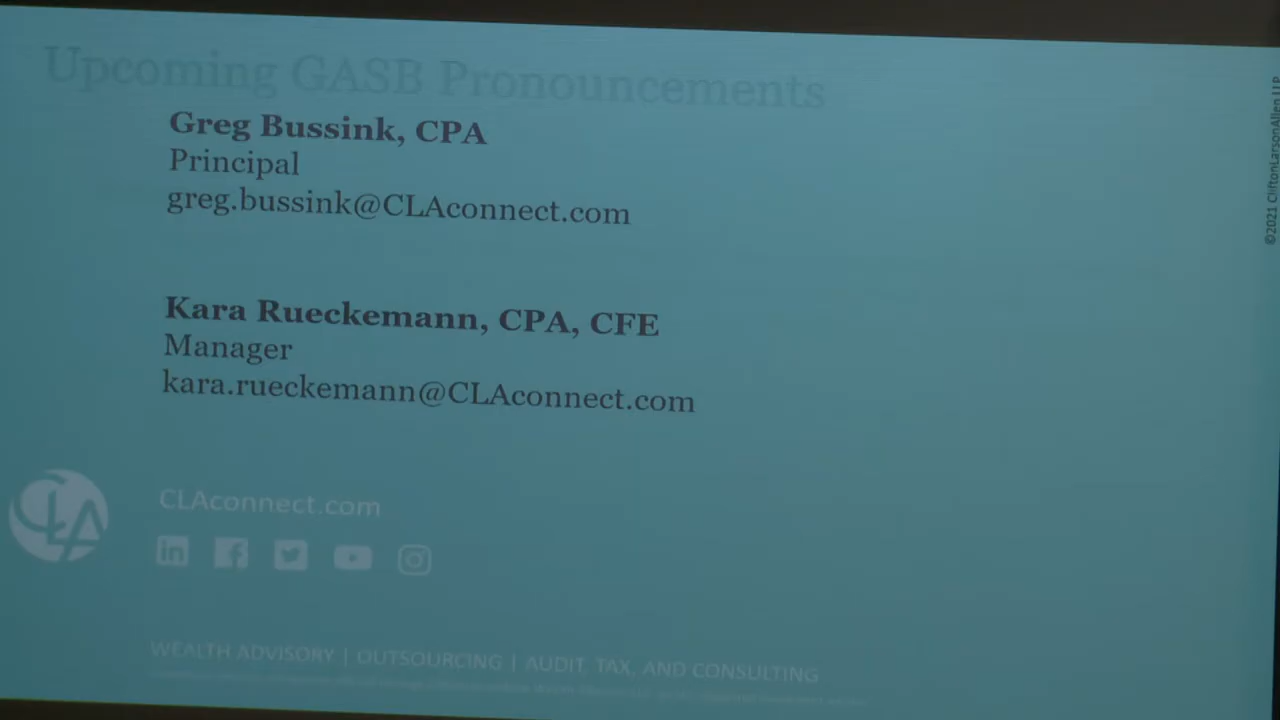 Upcoming GASB Pronouncements
Greg Bussink, CPA
Principal
greg.bussink@CLAconnect.com
Kara Rueckemann, CPA, CFE
Manager
kara.rueckemann@CLAconnect.com
CLA
CLAconnect.com
WEALTH ADVISORY | OUTSOURCING | AUDIT, TAX, AND CONSULTING
©2021 CliftonLarsonAllen LLP